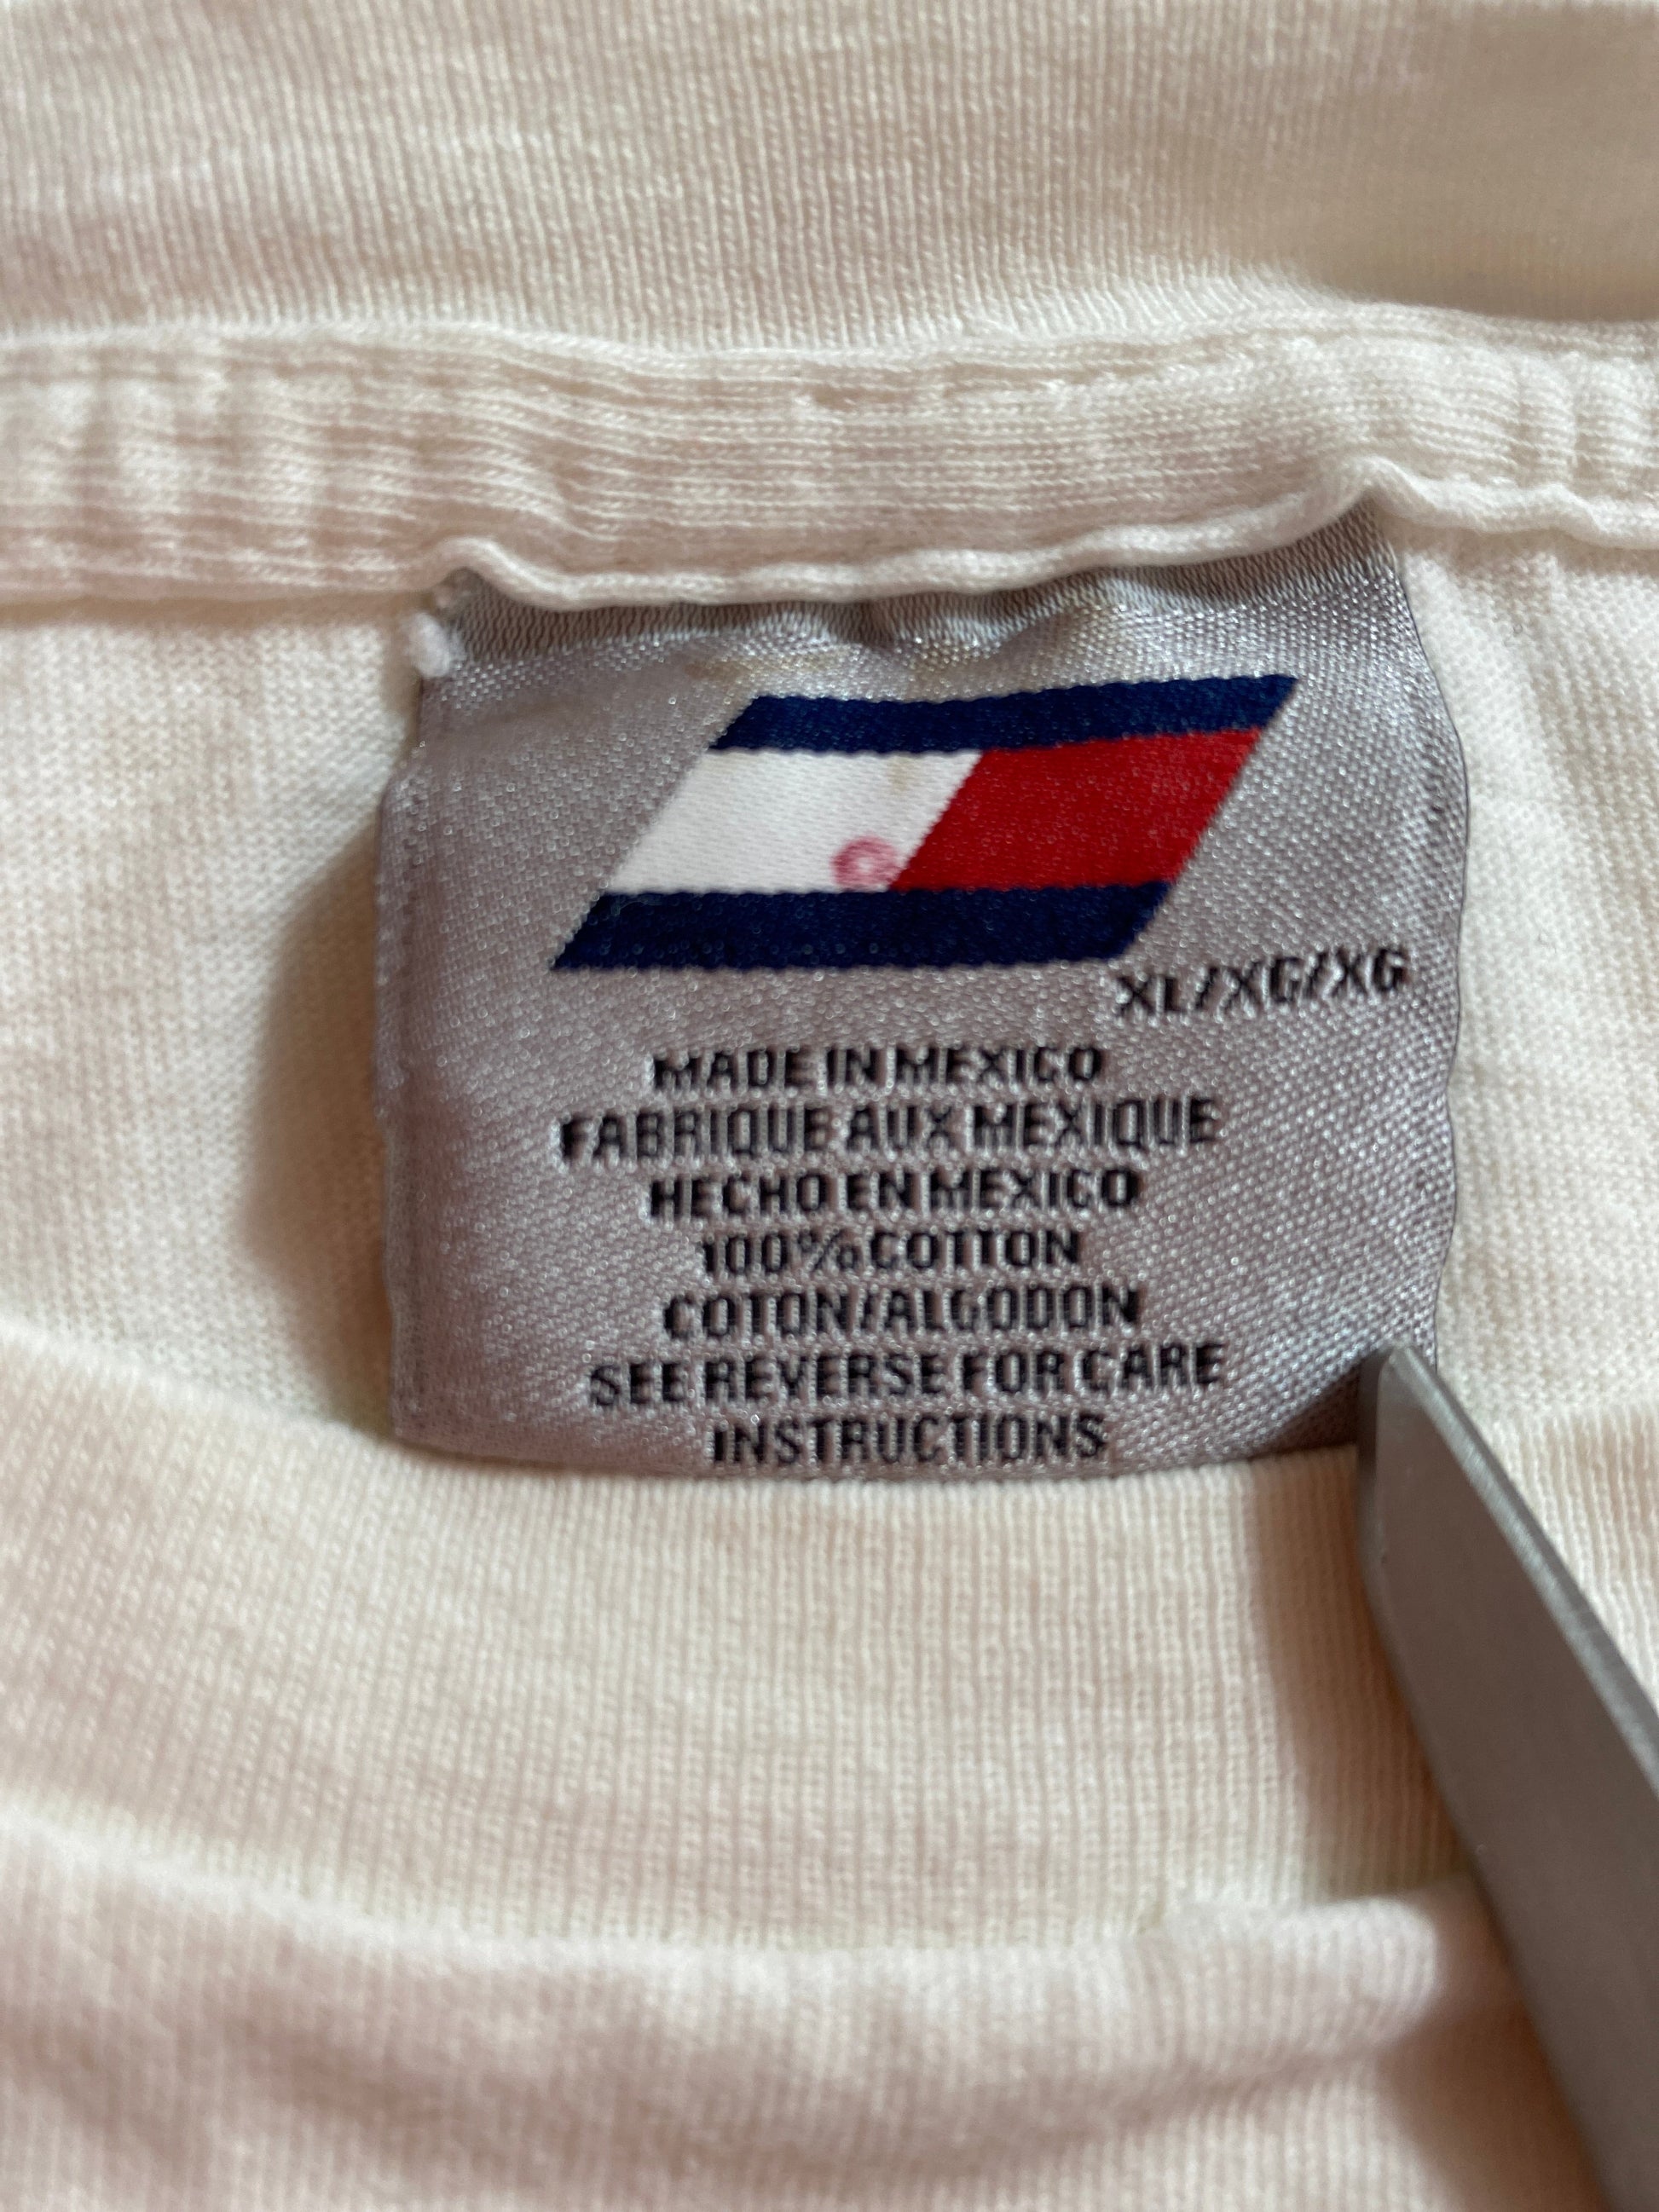 XL/XG/XG
MADE IN MEXICO
FABRIQUE AUX MEXIQUE
HECHO EN MEXICO
100% COTTON
COTON/ALGODON
SEE REVERSE FOR CARE
INSTRUCTIONS